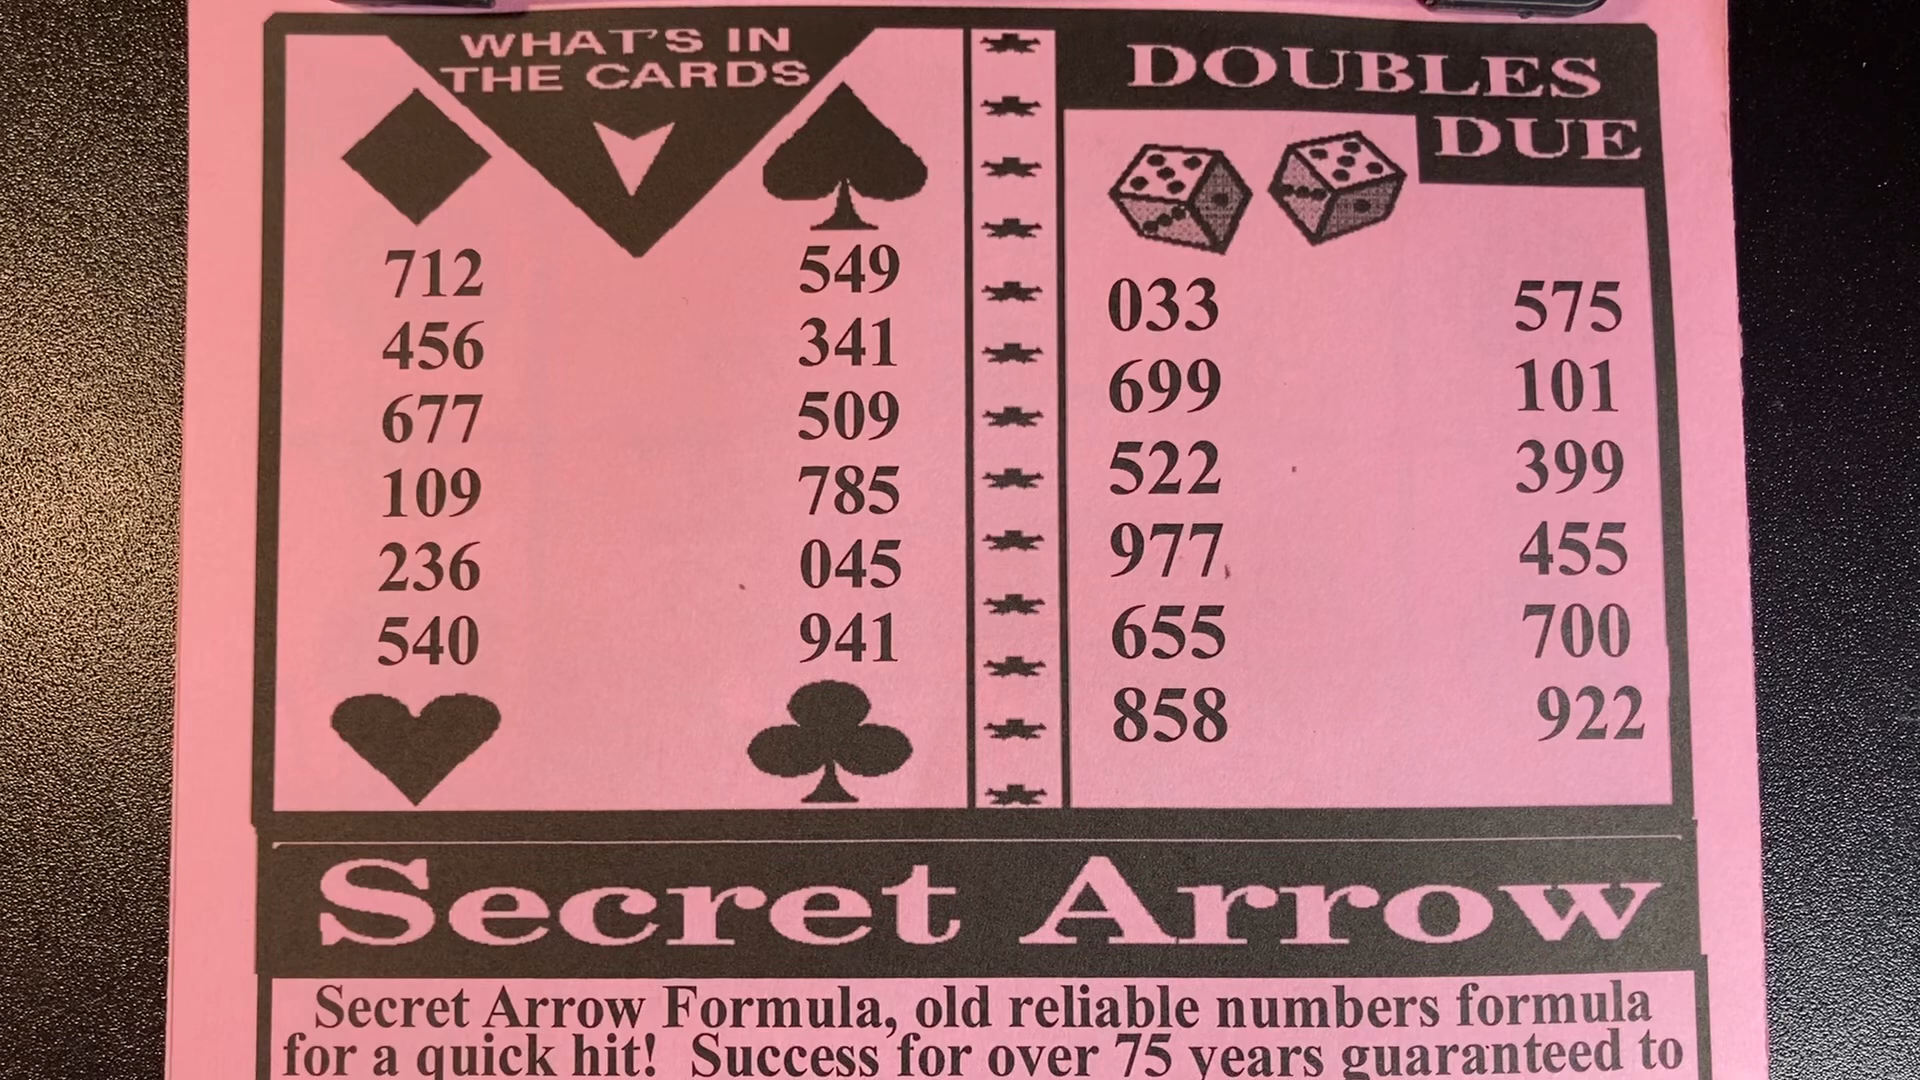 WHAT'S IN
THE CARDS
712 549
456 341
677 509
109 785
236 045
540 941
DOUBLES
DUE
033 575
699 101
522 399
977 455
655 700
858 922
Secret Arrow
Secret Arrow Formula, old reliable numbers formula
for a quick hit! Success for over 75 years guaranteed to